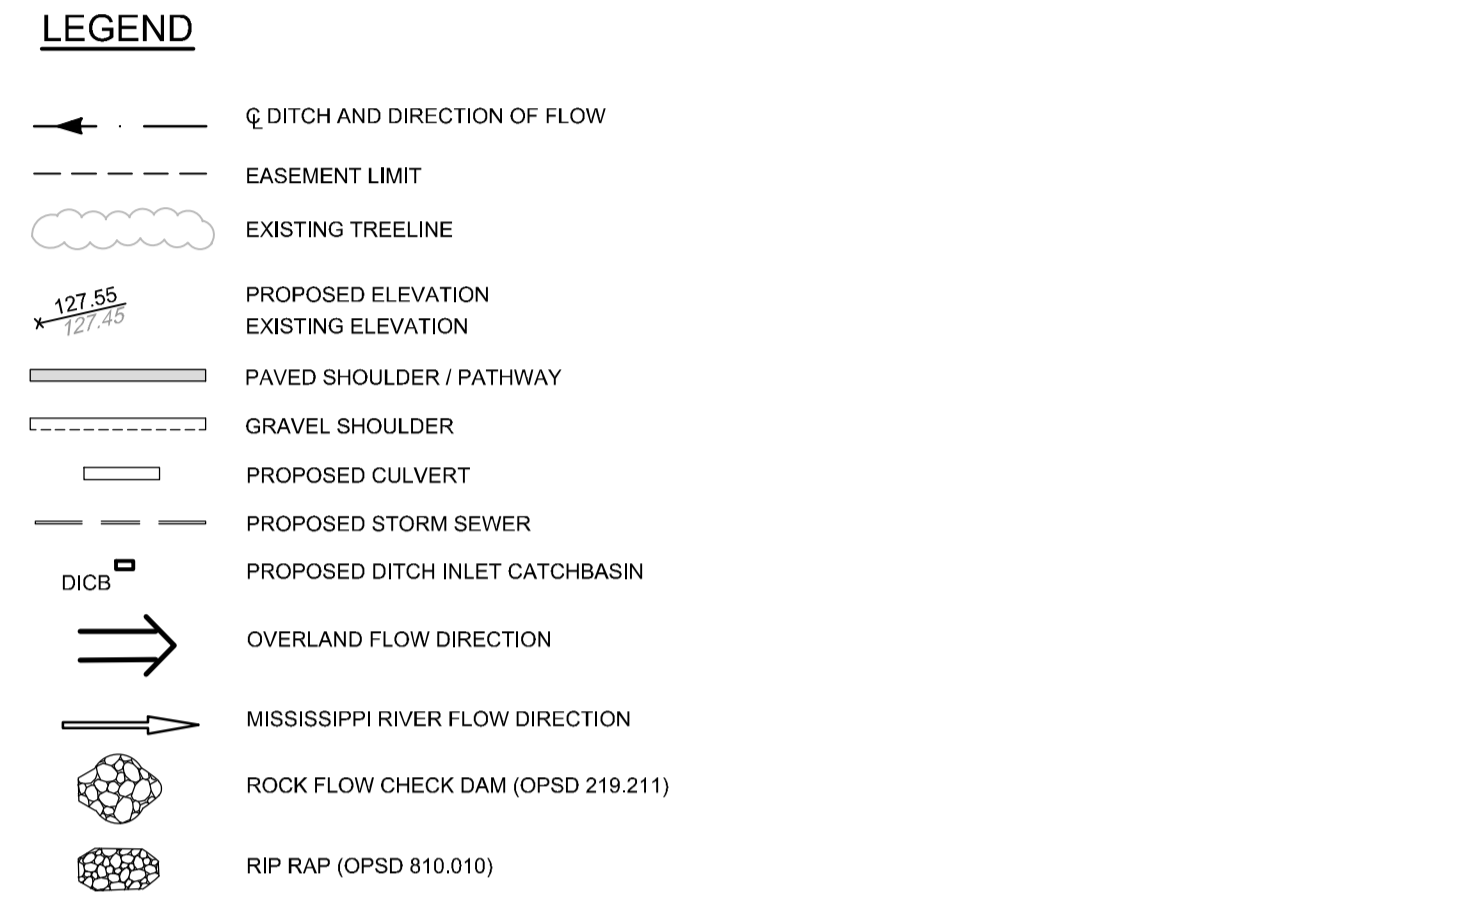 LEGEND
℄ DITCH AND DIRECTION OF FLOW
EASEMENT LIMIT
EXISTING TREELINE
127.55 PROPOSED ELEVATION
127.45 EXISTING ELEVATION
PAVED SHOULDER / PATHWAY
GRAVEL SHOULDER
PROPOSED CULVERT
PROPOSED STORM SEWER
DICB PROPOSED DITCH INLET CATCHBASIN
OVERLAND FLOW DIRECTION
MISSISSIPPI RIVER FLOW DIRECTION
ROCK FLOW CHECK DAM (OPSD 219.211)
RIP RAP (OPSD 810.010)